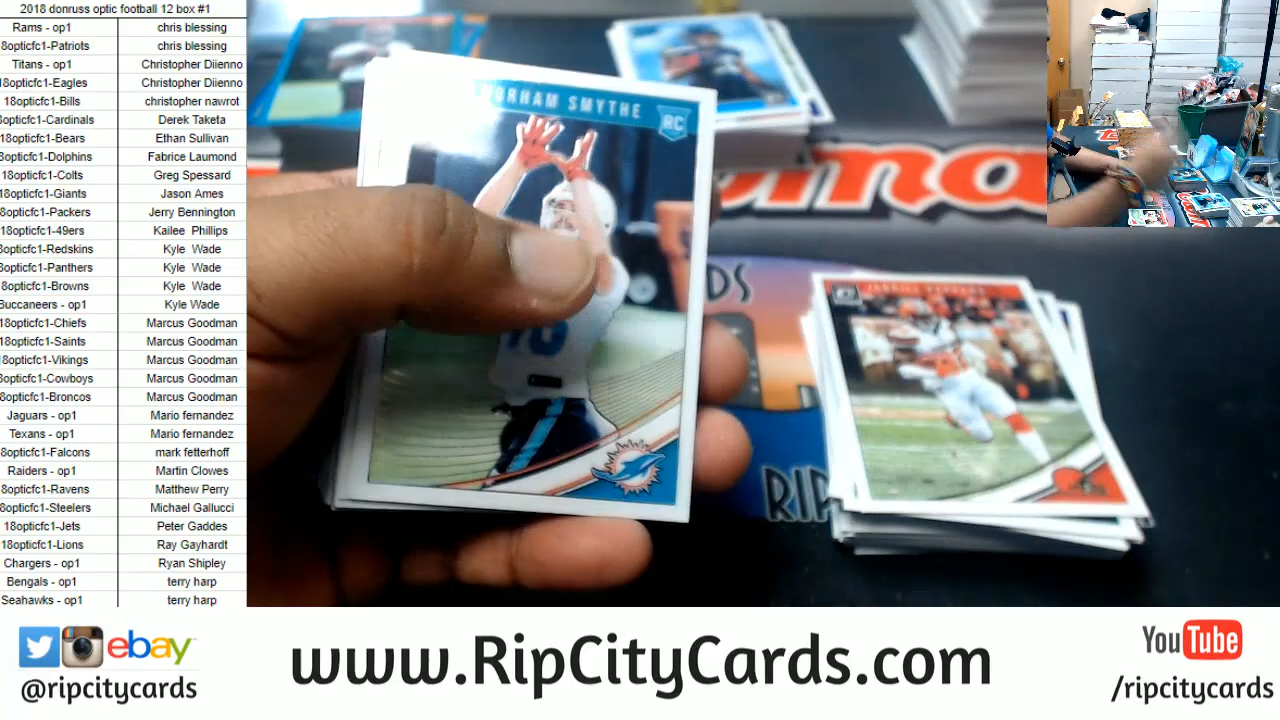 2018 donruss optic football 12 box #1
Rams - op1 chris blessing
8opticfc1-Patriots chris blessing
Titans - op1 Christopher Diienno
18opticfc1-Eagles Christopher Diienno
18opticfc1-Bills christopher nawrot
8opticfc1-Cardinals Derek Taketa
18opticfc1-Bears Ethan Sullivan
8opticfc1-Dolphins Fabrice Laumond
18opticfc1-Colts Greg Spessard
18opticfc1-Giants Jason Ames
18opticfc1-Packers Jerry Bennington
18opticfc1-49ers Kailee Phillips
8opticfc1-Redskins Kyle Wade
8opticfc1-Panthers Kyle Wade
8opticfc1-Browns Kyle Wade
Buccaneers - op1 Kyle Wade
18opticfc1-Chiefs Marcus Goodman
18opticfc1-Saints Marcus Goodman
18opticfc1-Vikings Marcus Goodman
8opticfc1-Cowboys Marcus Goodman
8opticfc1-Broncos Marcus Goodman
Jaguars - op1 Mario fernandez
Texans - op1 Mario fernandez
8opticfc1-Falcons mark fetterhoff
Raiders - op1 Martin Clowes
8opticfc1-Ravens Matthew Perry
8opticfc1-Steelers Michael Gallucci
18opticfc1-Jets Peter Gaddes
18opticfc1-Lions Ray Gayhardt
Chargers - op1 Ryan Shipley
Bengals - op1 terry harp
Seahawks - op1 terry harp
DURHAM SMYTHE
RC
DS
RIP
ebay
@ripcitycards
www.RipCityCards.com
YouTube
/ripcitycards